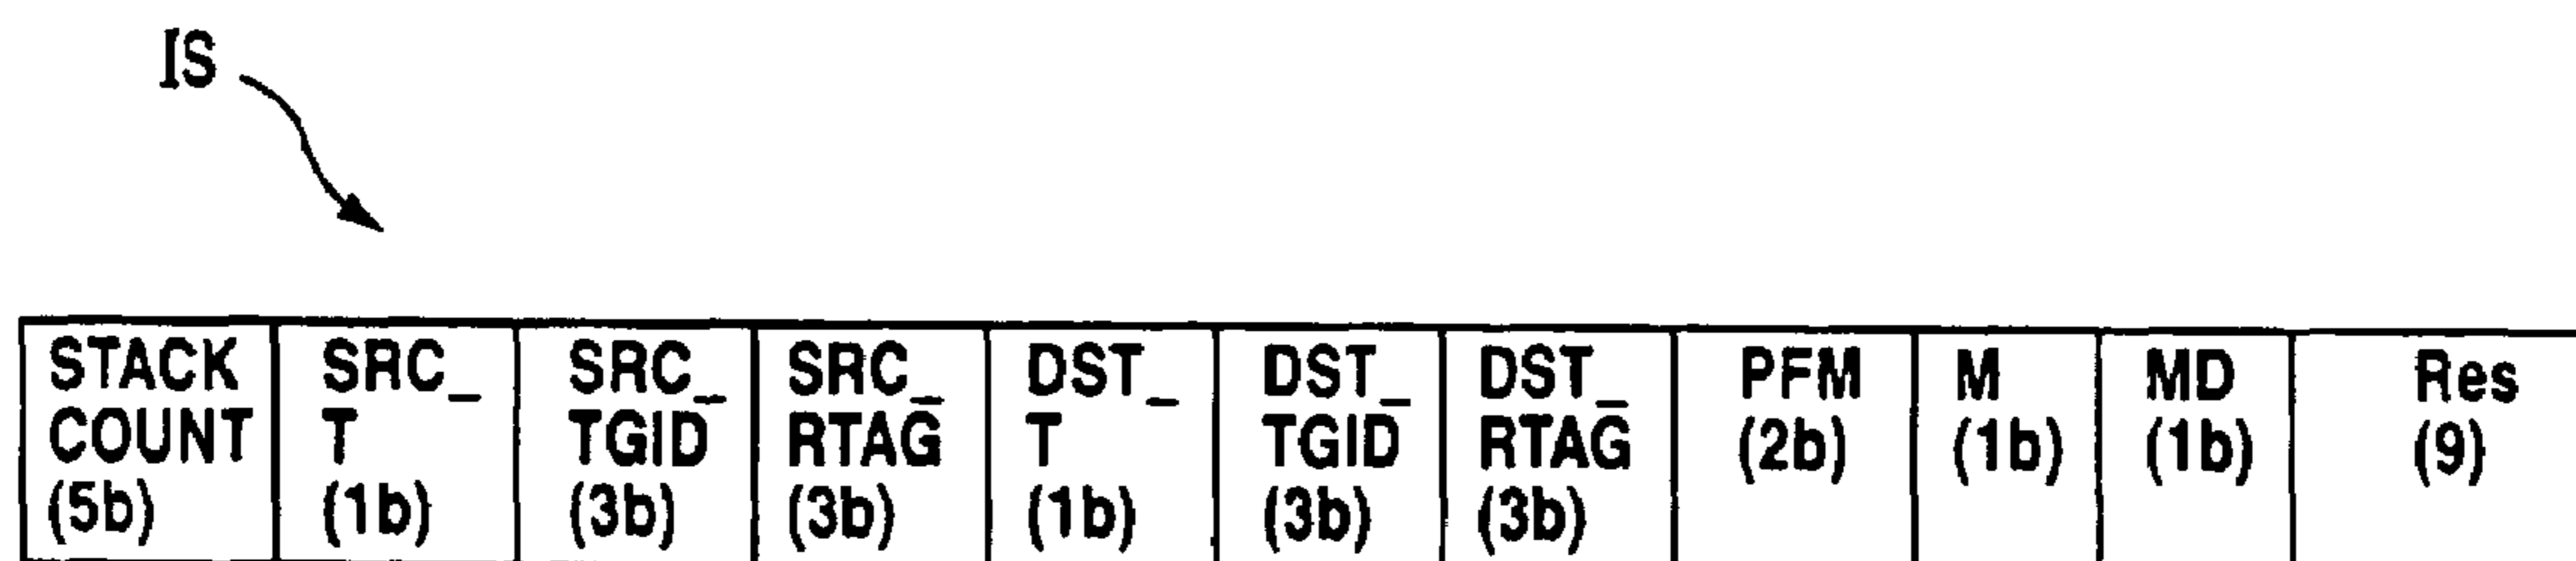 IS
STACK COUNT (5b)
SRC_ T (1b)
SRC_ TGID (3b)
SRC_ RTAG (3b)
DST_ T (1b)
DST_ TGID (3b)
DST_ RTAG (3b)
PFM (2b)
M (1b)
MD (1b)
Res (9)